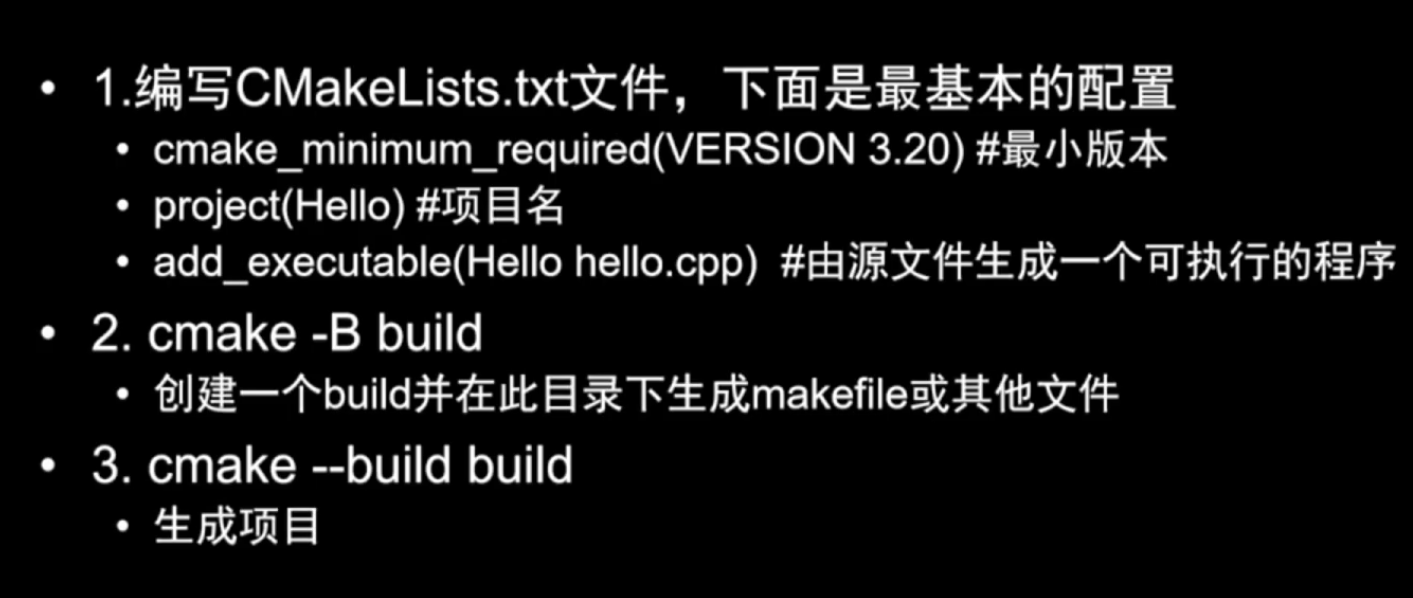 • 1.编写CMakeLists.txt文件，下面是最基本的配置
• cmake_minimum_required(VERSION 3.20) #最小版本
• project(Hello) #项目名
• add_executable(Hello hello.cpp) #由源文件生成一个可执行的程序
• 2. cmake -B build
• 创建一个build并在此目录下生成makefile或其他文件
• 3. cmake --build build
• 生成项目